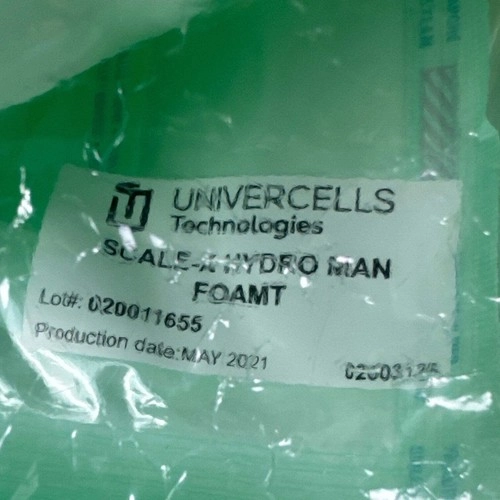 UNIVERCELLS
Technologies
SCALE-X HYDRO MAN
FOAMT
Lot#: 020011655
Production date:MAY 2021